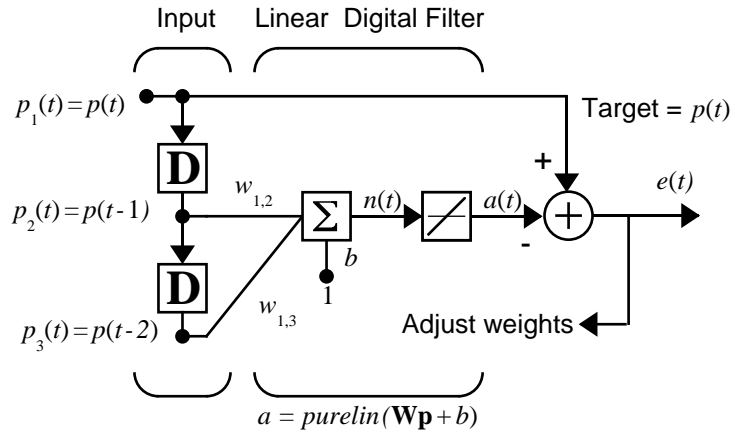 Input Linear Digital Filter
p₁(t)=p(t)
Target = p(t)
D
+
e(t)
w₁,₂
n(t)
a(t)
p₂(t)=p(t-1)
Σ
+
-
b
D
1
w₁,₃
p₃(t)=p(t-2)
Adjust weights
a = purelin(Wp+b)